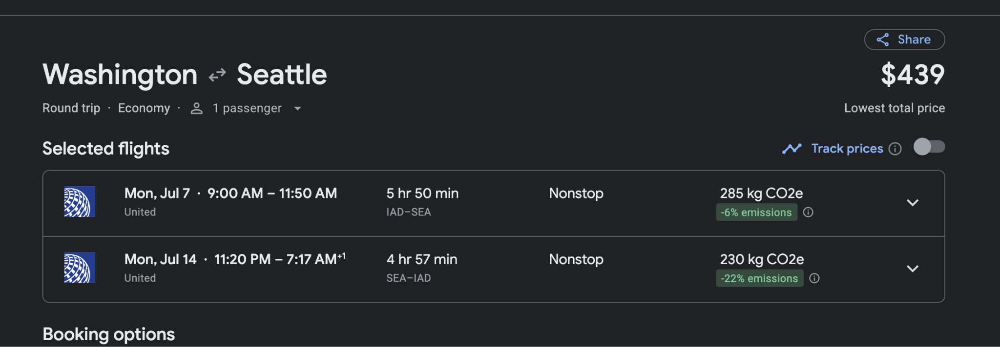 Share
Washington Seattle
$439
Round trip · Economy · 1 passenger
Lowest total price
Selected flights
Track prices
Mon, Jul 7 · 9:00 AM – 11:50 AM
5 hr 50 min
Nonstop
285 kg CO2e
United
IAD–SEA
-6% emissions
Mon, Jul 14 · 11:20 PM – 7:17 AM+1
4 hr 57 min
Nonstop
230 kg CO2e
United
SEA–IAD
-22% emissions
Booking options